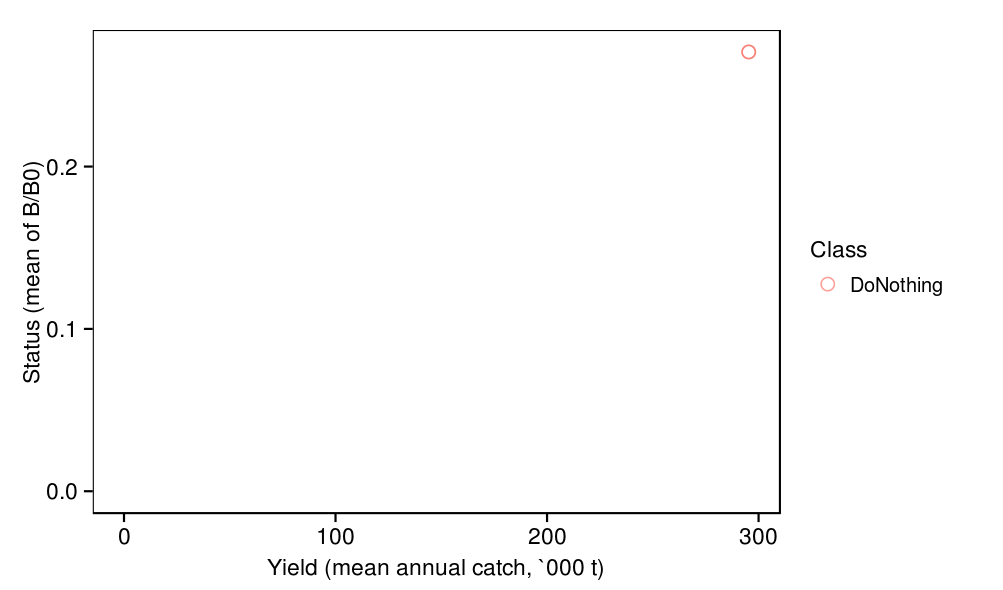 Status (mean of B/B0)
0.2
0.1
0.0
0 100 200 300
Yield (mean annual catch, `000 t)
Class
DoNothing